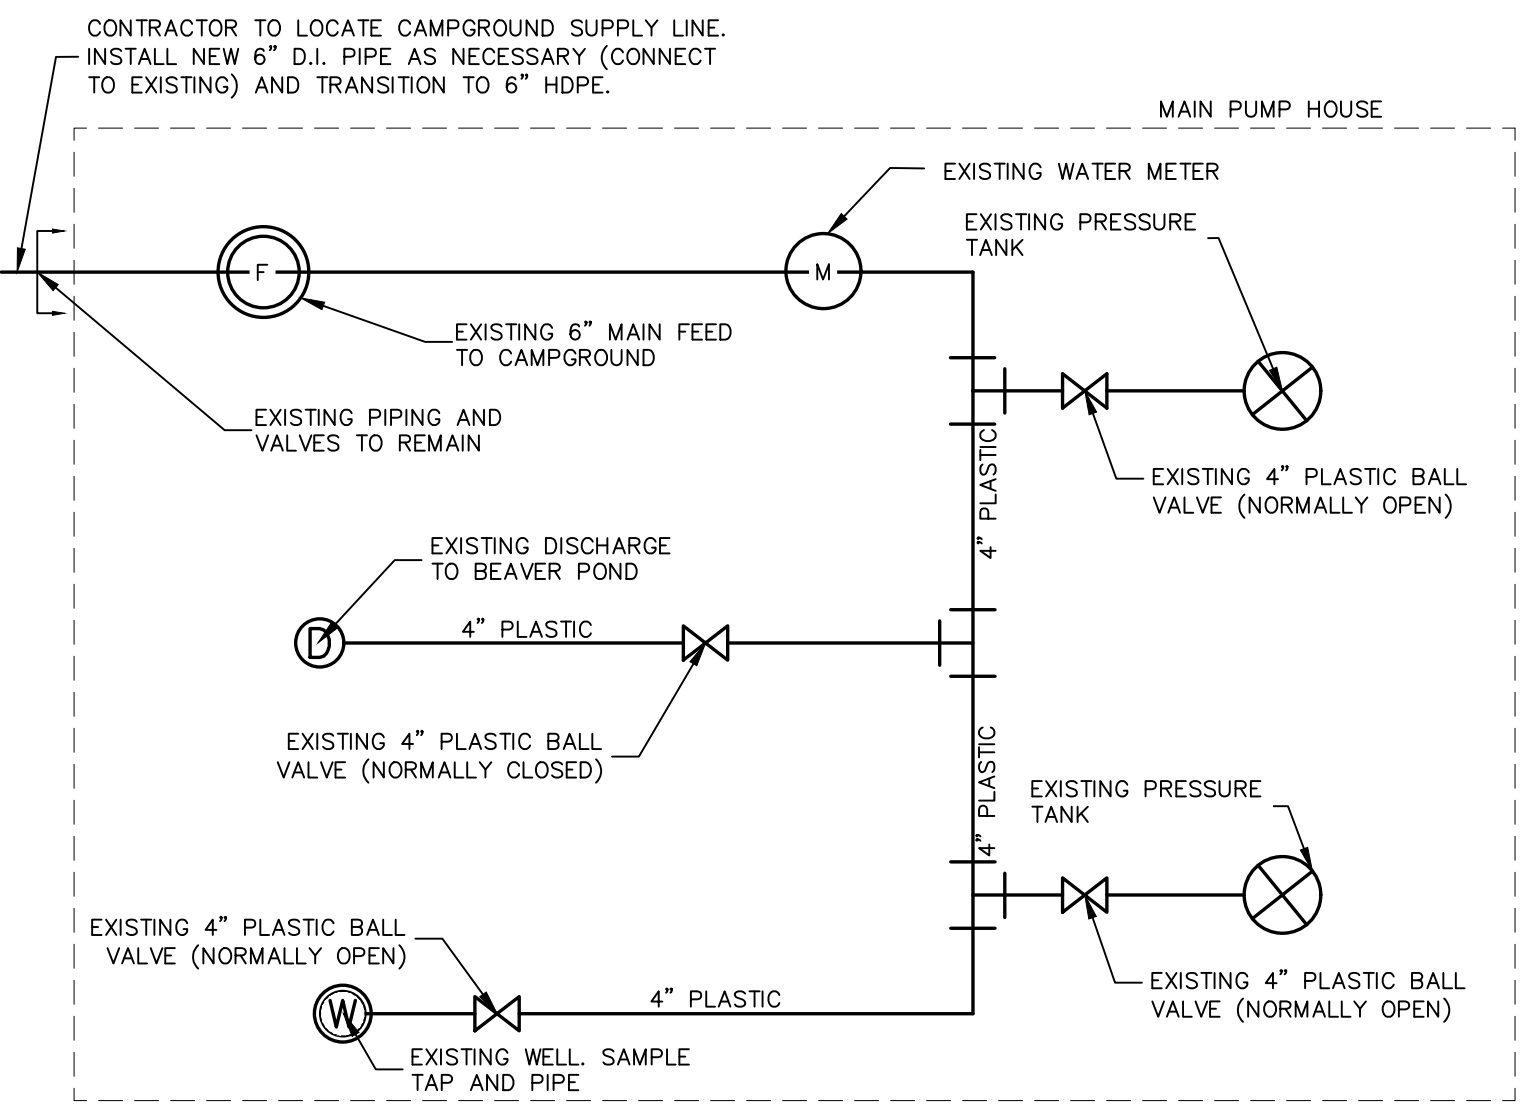 CONTRACTOR TO LOCATE CAMPGROUND SUPPLY LINE.
INSTALL NEW 6” D.I. PIPE AS NECESSARY (CONNECT
TO EXISTING) AND TRANSITION TO 6” HDPE.
MAIN PUMP HOUSE
EXISTING WATER METER
EXISTING PRESSURE
TANK
F
M
EXISTING 6” MAIN FEED
TO CAMPGROUND
EXISTING PIPING AND
VALVES TO REMAIN
4” PLASTIC
EXISTING 4” PLASTIC BALL
VALVE (NORMALLY OPEN)
EXISTING DISCHARGE
TO BEAVER POND
D
4” PLASTIC
EXISTING 4” PLASTIC BALL
VALVE (NORMALLY CLOSED)
4” PLASTIC
EXISTING PRESSURE
TANK
EXISTING 4” PLASTIC BALL
VALVE (NORMALLY OPEN)
EXISTING 4” PLASTIC BALL
VALVE (NORMALLY OPEN)
W
4” PLASTIC
EXISTING WELL. SAMPLE
TAP AND PIPE